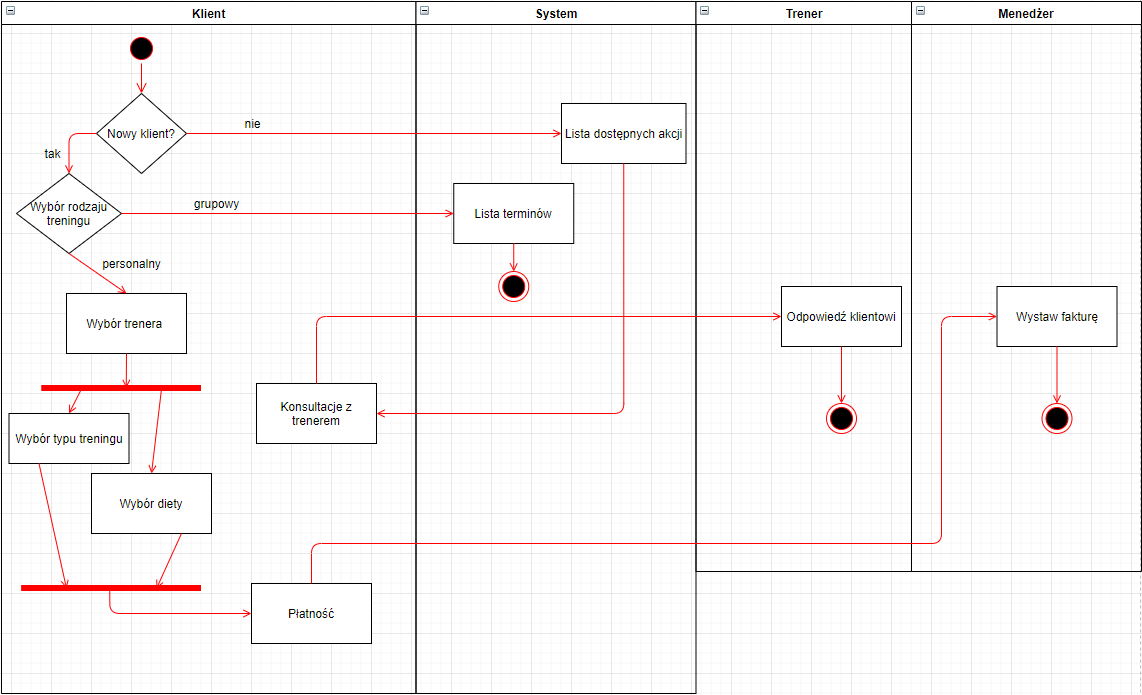 Klient
System
Trener
Menedżer
Nowy klient?
nie
Lista dostępnych akcji
tak
Wybór rodzaju
treningu
grupowy
Lista terminów
personalny
Wybór trenera
Odpowiedź klientowi
Wystaw fakturę
Konsultacje z
trenerem
Wybór typu treningu
Wybór diety
Płatność